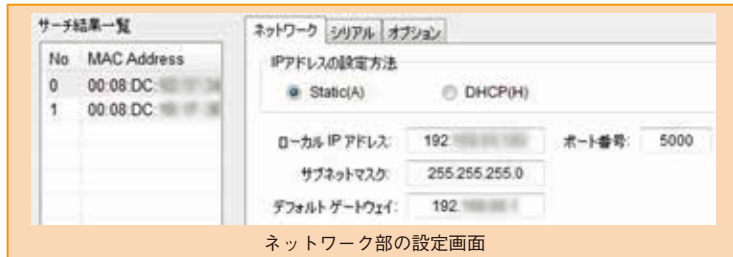 サーチ結果一覧
No MAC Address
0 00:08:DC:
1 00:08:DC:
ネットワーク シリアル オプション
IPアドレスの設定方法
Static(A) DHCP(H)
ローカル IP アドレス: 192 ポート番号: 5000
サブネットマスク: 255.255.255.0
デフォルト ゲートウェイ: 192.
ネットワーク部の設定画面